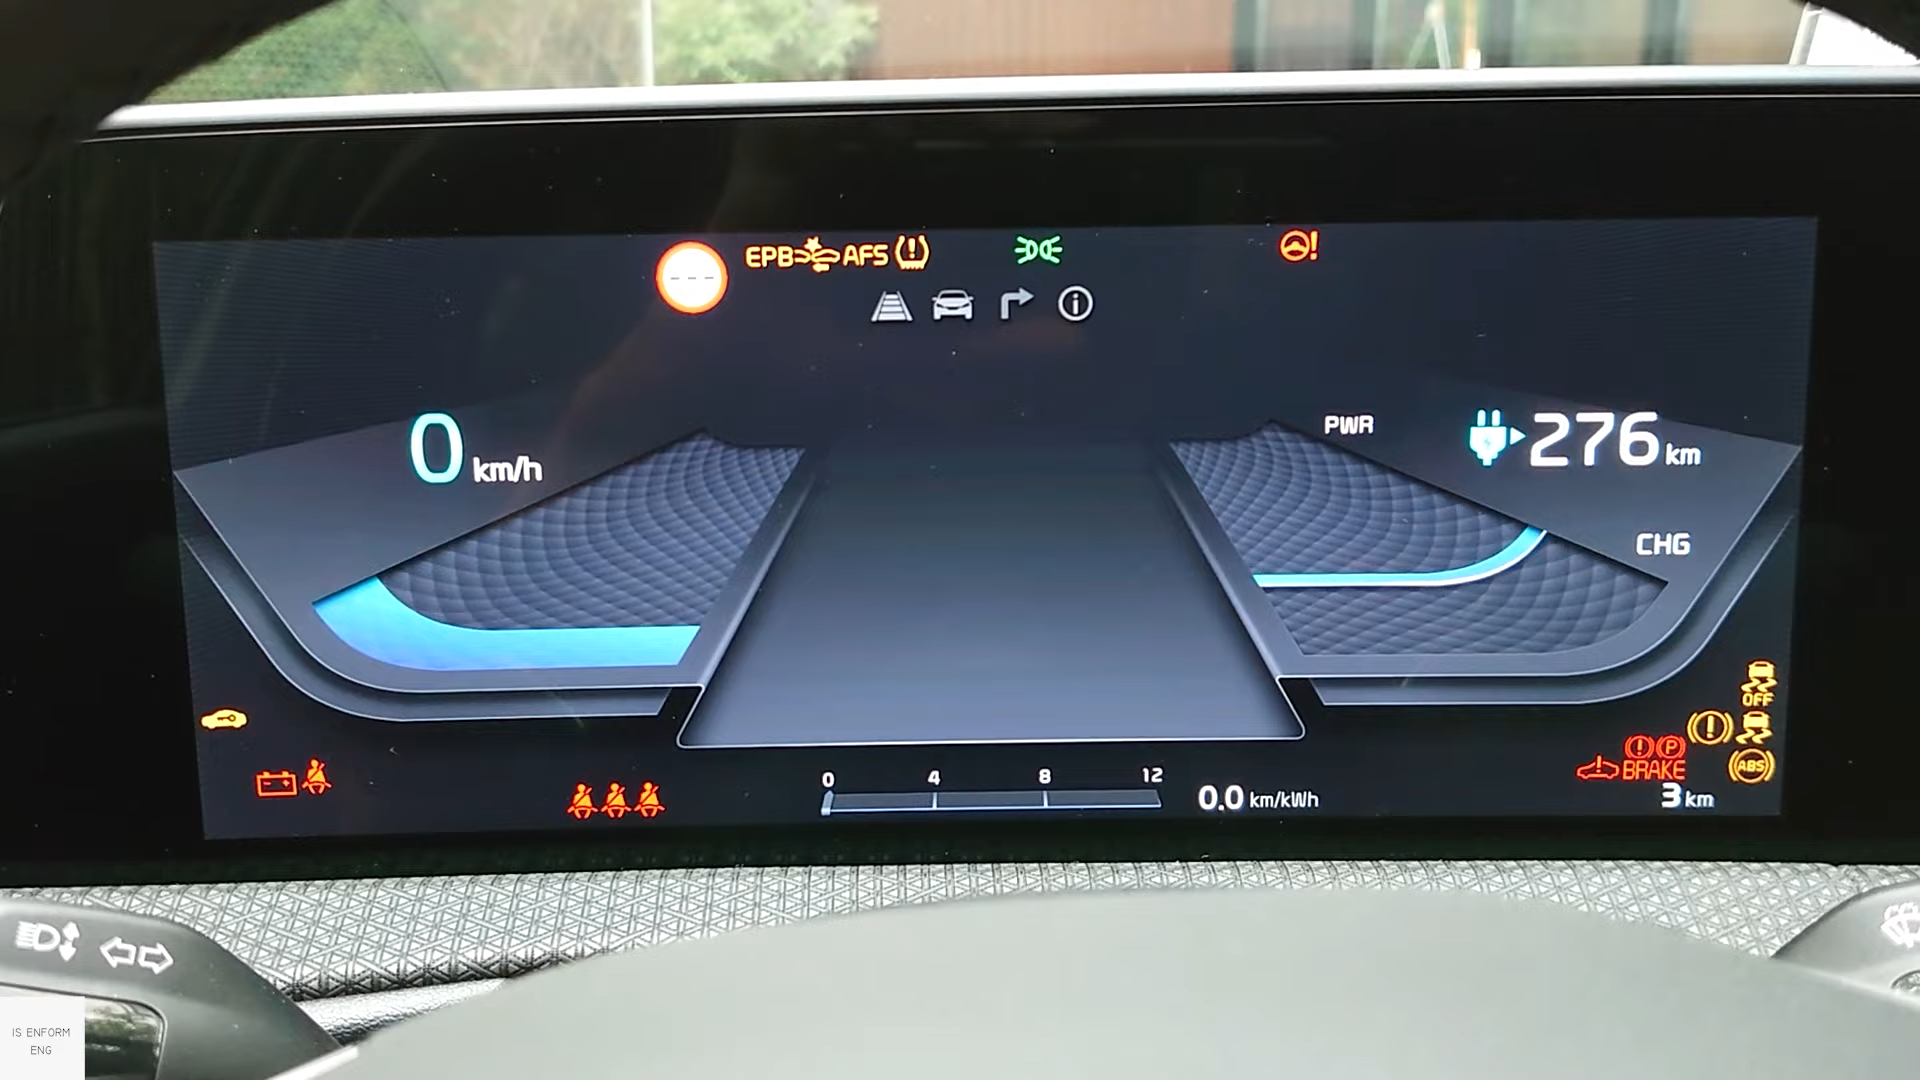 EPB AFS
---
0 km/h
PWR
276 km
CHG
OFF
P
BRAKE
ABS
0 4 8 12
0.0 km/kWh
3 km
IS ENFORM
ENG